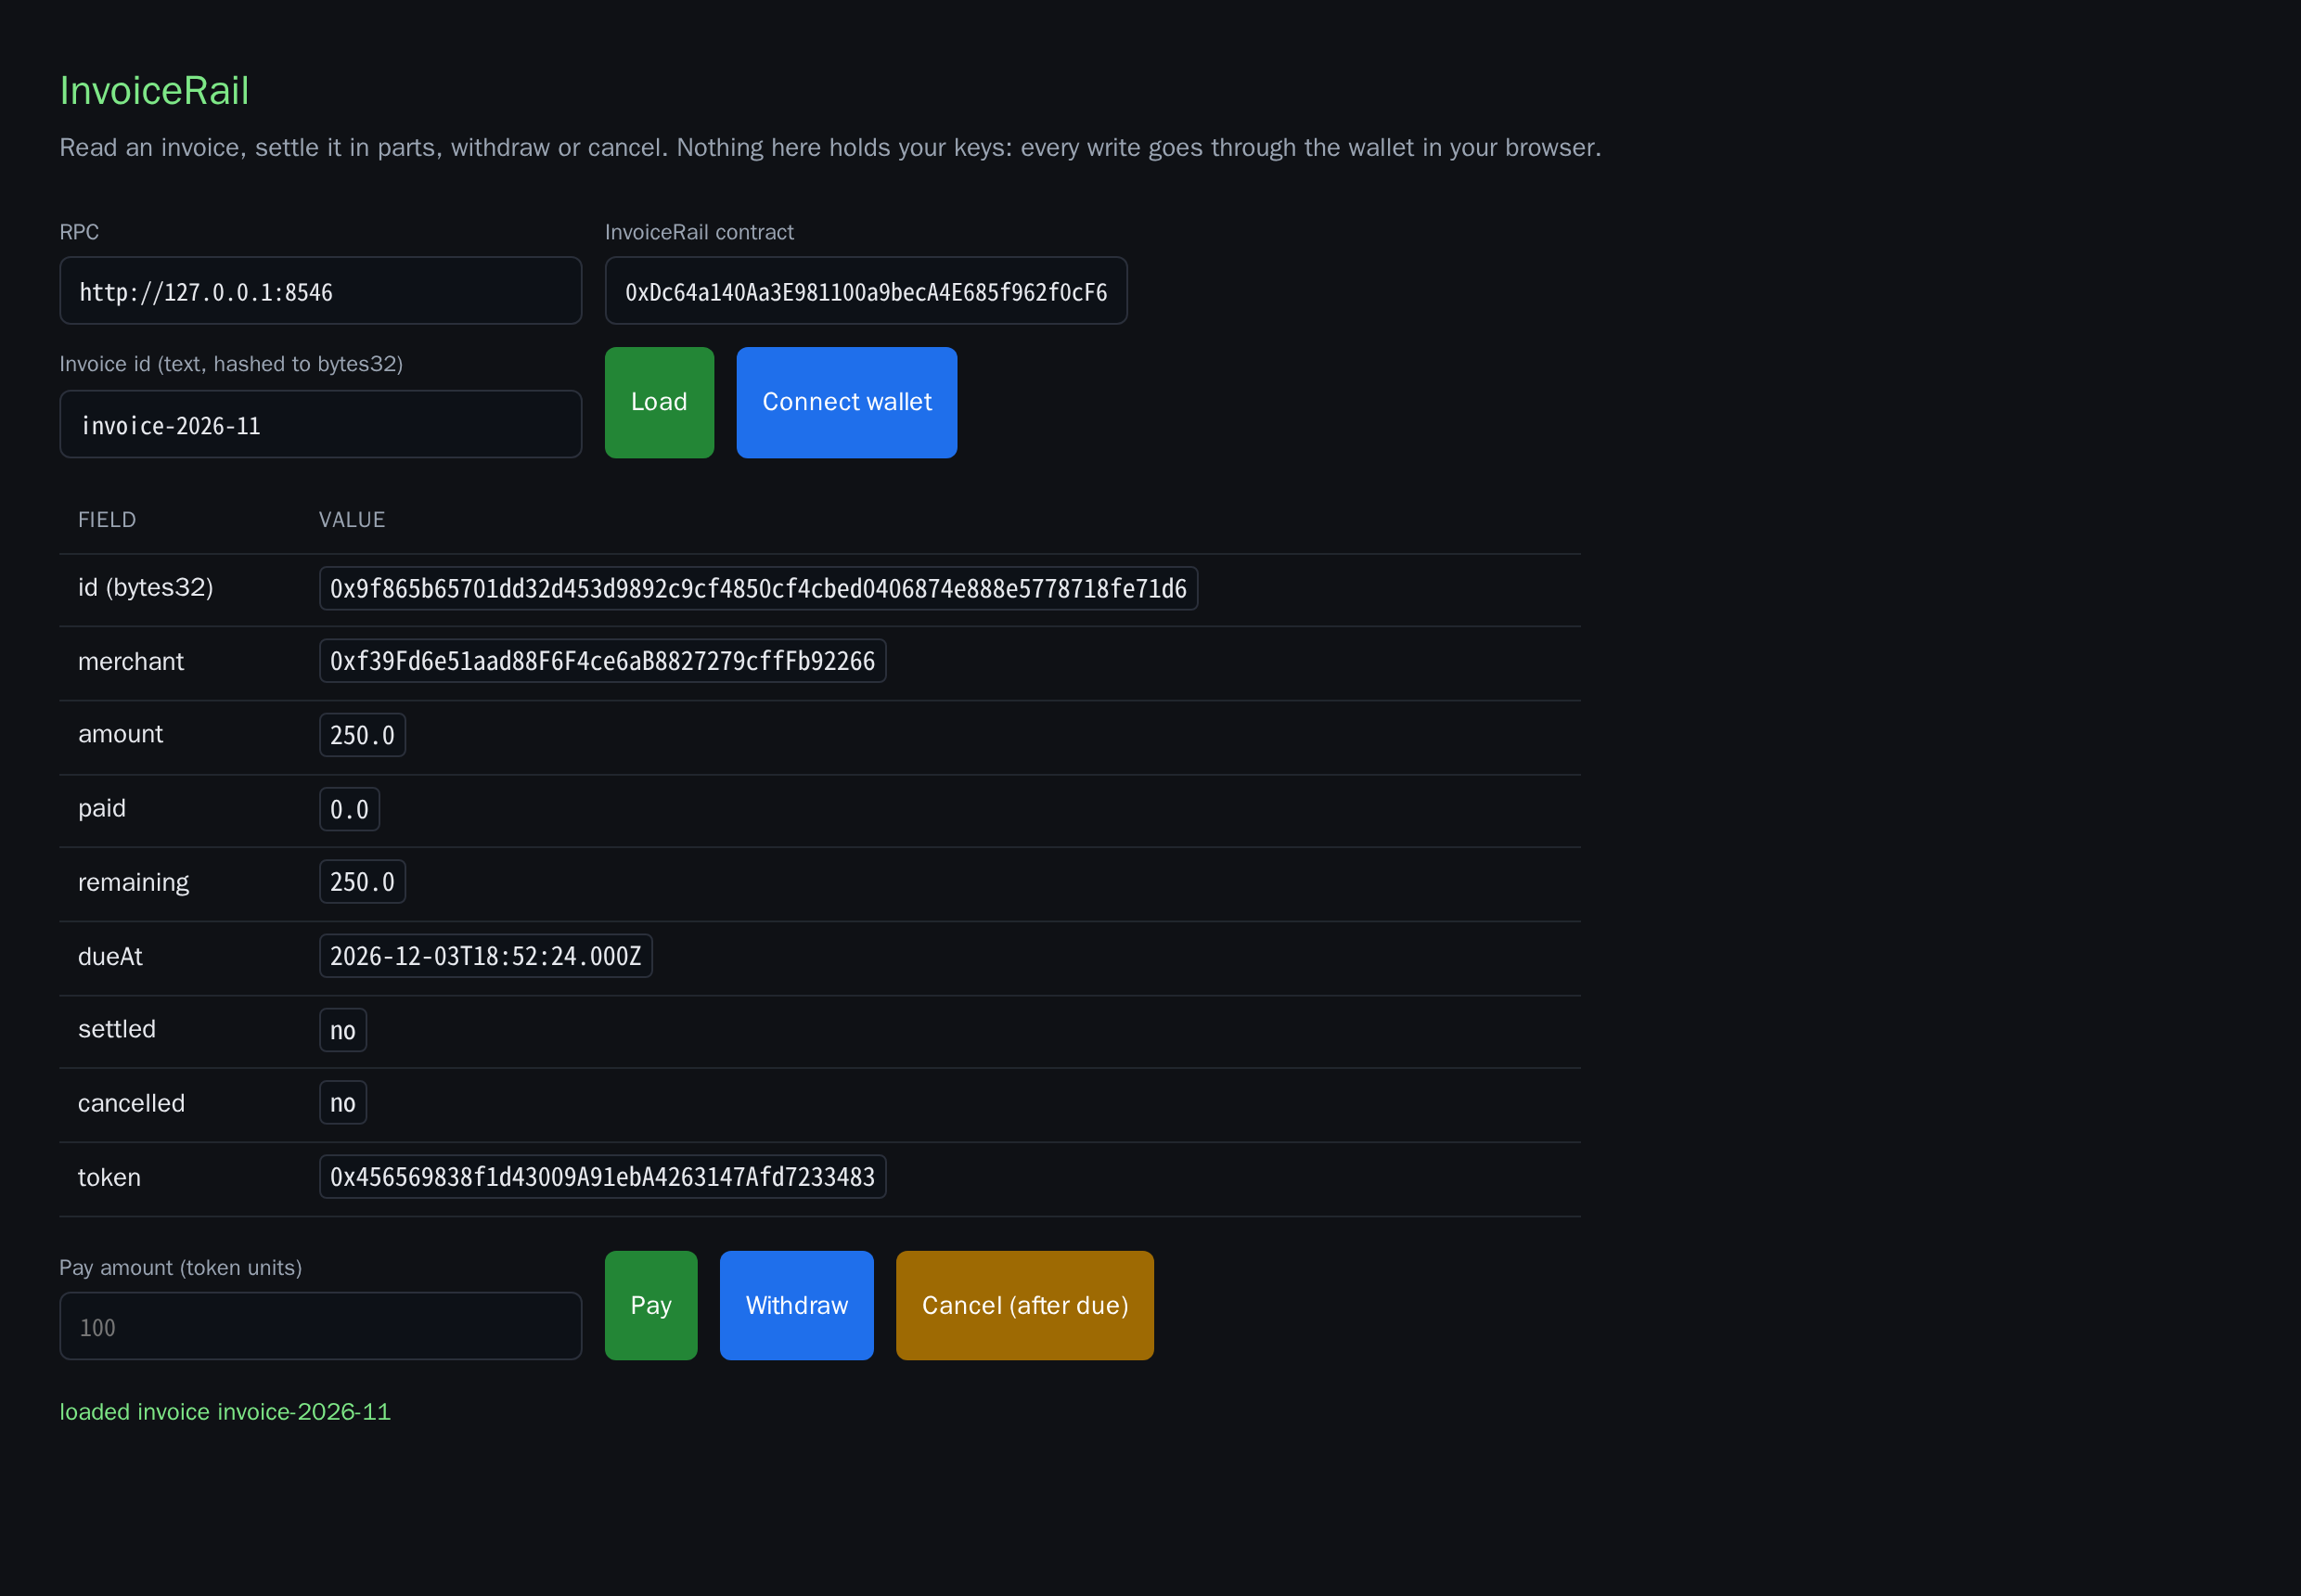 InvoiceRail
Read an invoice, settle it in parts, withdraw or cancel. Nothing here holds your keys: every write goes through the wallet in your browser.
RPC
InvoiceRail contract
http://127.0.0.1:8546
0xDc64a140Aa3E981100a9becA4E685f962f0cF6
Invoice id (text, hashed to bytes32)
invoice-2026-11
Load
Connect wallet
FIELD VALUE
id (bytes32) 0x9f865b65701dd32d453d9892c9cf4850cf4cbed0406874e888e5778718fe71d6
merchant 0xf39Fd6e51aad88F6F4ce6aB8827279cffFb92266
amount 250.0
paid 0.0
remaining 250.0
dueAt 2026-12-03T18:52:24.000Z
settled no
cancelled no
token 0x456569838f1d43009A91ebA4263147Afd7233483
Pay amount (token units)
100
Pay
Withdraw
Cancel (after due)
loaded invoice invoice-2026-11